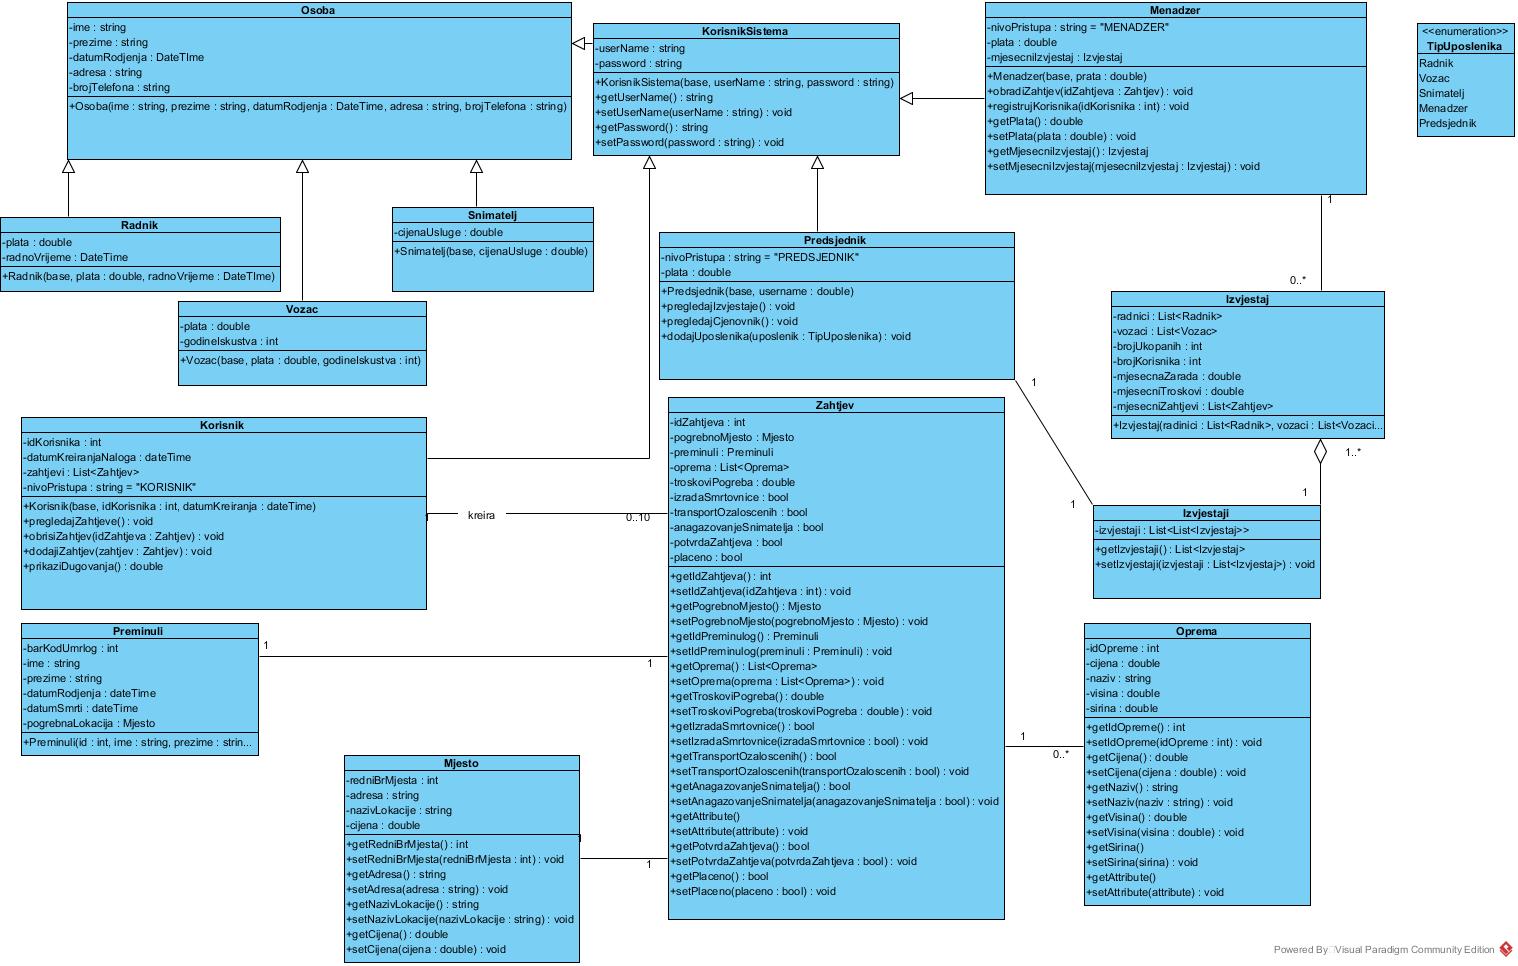 Osoba
-ime : string
-prezime : string
-datumRodjenja : DateTIme
-adresa : string
-brojTelefona : string
+Osoba(ime : string, prezime : string, datumRodjenja : DateTime, adresa : string, brojTelefona : string)
KorisnikSistema
-userName : string
-password : string
+KorisnikSistema(base, userName : string, password : string)
+getUserName() : string
+setUserName(userName : string) : void
+getPassword() : string
+setPassword(password : string) : void
Menadzer
-nivoPristupa : string = "MENADZER"
-plata : double
-mjesecniIzvjestaj : Izvjestaj
+Menadzer(base, prata : double)
+obradiZahtjev(idZahtjeva : Zahtjev) : void
+registrujKorisnika(idKorisnika : int) : void
+getPlata() : double
+setPlata(plata : double) : void
+getMjesecniIzvjestaj() : Izvjestaj
+setMjesecniIzvjestaj(mjesecniIzvjestaj : Izvjestaj) : void
<<enumeration>>
TipUposlenika
Radnik
Vozac
Snimatelj
Menadzer
Predsjednik
Radnik
-plata : double
-radnoVrijeme : DateTime
+Radnik(base, plata : double, radnoVrijeme : DateTIme)
Snimatelj
-cijenaUsluge : double
+Snimatelj(base, cijenaUsluge : double)
Vozac
-plata : double
-godineIskustva : int
+Vozac(base, plata : double, godineIskustva : int)
Predsjednik
-nivoPristupa : string = "PREDSJEDNIK"
-plata : double
+Predsjednik(base, username : double)
+pregledajIzvjestaje() : void
+pregledajCjenovnik() : void
+dodajUposlenika(uposlenik : TipUposlenika) : void
1
0..*
Izvjestaj
-radnici : List<Radnik>
-vozaci : List<Vozac>
-brojUkopanih : int
-brojKorisnika : int
-mjesecnaZarada : double
-mjesecniTroskovi : double
-mjesecniZahtjevi : List<Zahtjev>
+Izvjestaj(radinici : List<Radnik>, vozaci : List<Vozaci...
1..*
1
1
1
Izvjestaji
-izvjestaji : List<List<Izvjestaj>>
+getIzvjestaji() : List<Izvjestaj>
+setIzvjestaji(izvjestaji : List<Izvjestaj>) : void
Korisnik
-idKorisnika : int
-datumKreiranjaNaloga : dateTime
-zahtjevi : List<Zahtjev>
-nivoPristupa : string = "KORISNIK"
+Korisnik(base, idKorisnika : int, datumKreiranja : dateTime)
+pregledajZahtjeve() : void
+obrisiZahtjev(idZahtjeva : Zahtjev) : void
+dodajiZahtjev(zahtjev : Zahtjev) : void
+prikaziDugovanja() : double
1
kreira
0..10
Zahtjev
-idZahtjeva : int
-pogrebnoMjesto : Mjesto
-preminuli : Preminuli
-oprema : List<Oprema>
-troskoviPogreba : double
-izradaSmrtovnice : bool
-transportOzaloscenih : bool
-anagazovanjeSnimatelja : bool
-potvrdaZahtjeva : bool
-placeno : bool
+getIdZahtjeva() : int
+setIdZahtjeva(idZahtjeva : int) : void
+getPogrebnoMjesto() : Mjesto
+setPogrebnoMjesto(pogrebnoMjesto : Mjesto) : void
+getIdPreminulog() : Preminuli
+setIdPreminulog(preminuli : Preminuli) : void
+getOprema() : List<Oprema>
+setOprema(oprema : List<Oprema>) : void
+getTroskoviPogreba() : double
+setTroskoviPogreba(troskoviPogreba : double) : void
+getIzradaSmrtovnice() : bool
+setIzradaSmrtovnice(izradaSmrtovnice : bool) : void
+getTransportOzaloscenih() : bool
+setTransportOzaloscenih(transportOzaloscenih : bool) : void
+getAnagazovanjeSnimatelja() : bool
+setAnagazovanjeSnimatelja(anagazovanjeSnimatelja : bool) : void
+getAttribute()
+setAttribute(attribute) : void
+getPotvrdaZahtjeva() : bool
+setPotvrdaZahtjeva(potvrdaZahtjeva : bool) : void
+getPlaceno() : bool
+setPlaceno(placeno : bool) : void
Preminuli
-barKodUmrlog : int
-ime : string
-prezime : string
-datumRodjenja : dateTime
-datumSmrti : dateTime
-pogrebnaLokacija : Mjesto
+Preminuli(id : int, ime : string, prezime : strin...
1
1
Mjesto
-redniBrMjesta : int
-adresa : string
-nazivLokacije : string
-cijena : double
+getRedniBrMjesta() : int
+setRedniBrMjesta(redniBrMjesta : int) : void
+getAdresa() : string
+setAdresa(adresa : string) : void
+getNazivLokacije() : string
+setNazivLokacije(nazivLokacije : string) : void
+getCijena() : double
+setCijena(cijena : double) : void
1
1
1
0..*
Oprema
-idOpreme : int
-cijena : double
-naziv : string
-visina : double
-sirina : double
+getIdOpreme() : int
+setIdOpreme(idOpreme : int) : void
+getCijena() : double
+setCijena(cijena : double) : void
+getNaziv() : string
+setNaziv(naziv : string) : void
+getVisina() : double
+setVisina(visina : double) : void
+getSirina()
+setSirina(sirina) : void
+getAttribute()
+setAttribute(attribute) : void
Powered By Visual Paradigm Community Edition